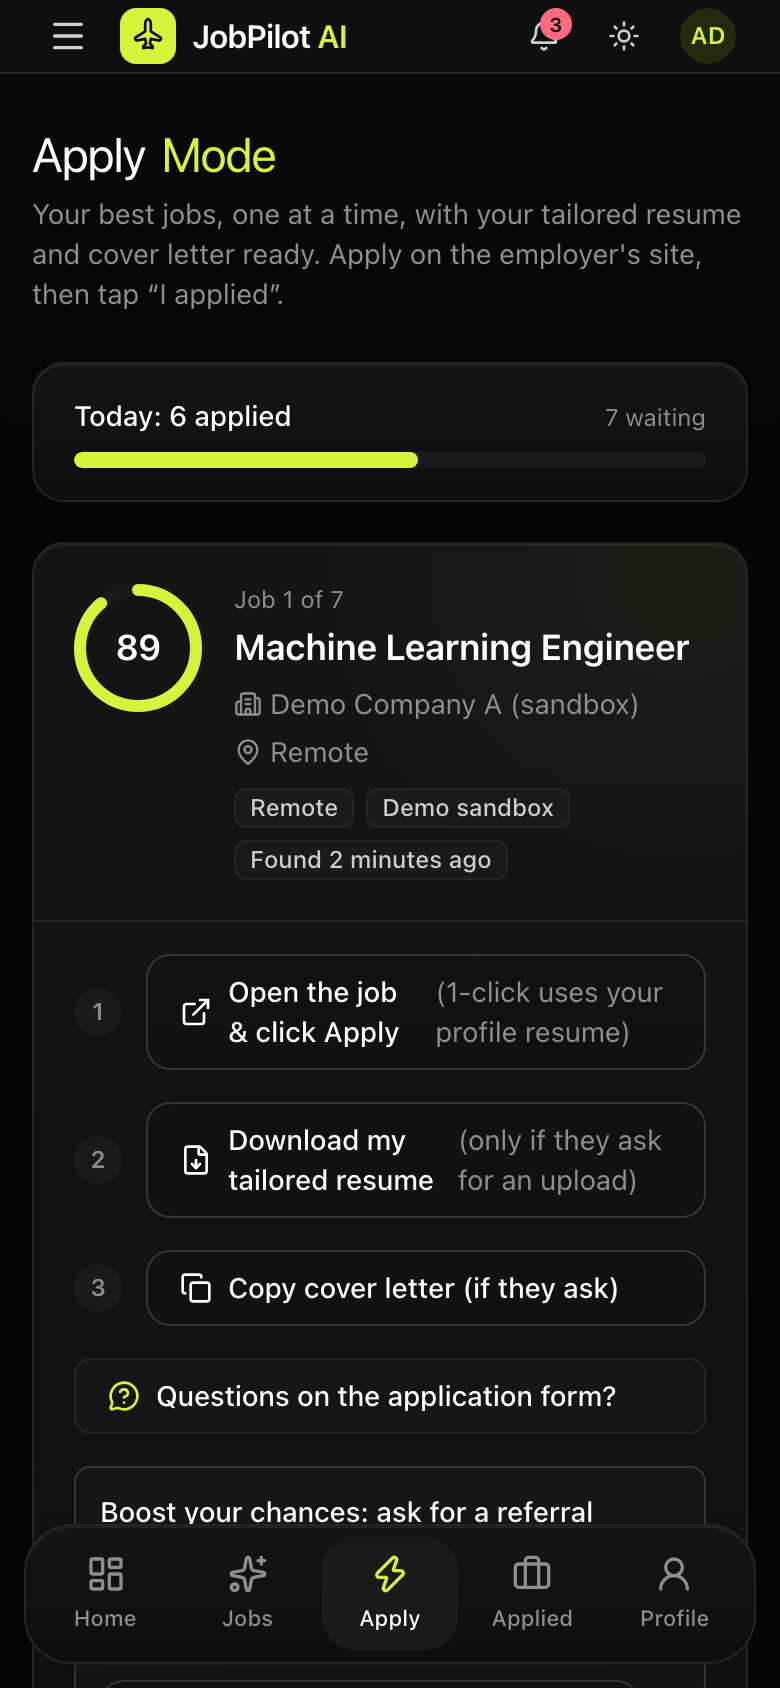 JobPilot AI
3
AD
Apply Mode
Your best jobs, one at a time, with your tailored resume
and cover letter ready. Apply on the employer's site,
then tap “I applied”.
Today: 6 applied
7 waiting
89
Job 1 of 7
Machine Learning Engineer
Demo Company A (sandbox)
Remote
Remote
Demo sandbox
Found 2 minutes ago
1
Open the job
& click Apply
(1-click uses your
profile resume)
2
Download my
tailored resume
(only if they ask
for an upload)
3
Copy cover letter (if they ask)
Questions on the application form?
Boost your chances: ask for a referral
Home
Jobs
Apply
Applied
Profile